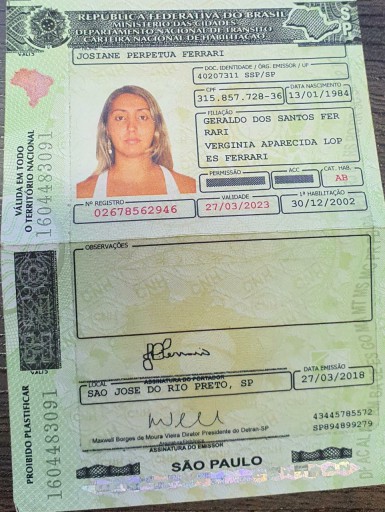 REPÚBLICA FEDERATIVA DO BRASIL
MINISTÉRIO DAS CIDADES
DEPARTAMENTO NACIONAL DE TRÂNSITO
CARTEIRA NACIONAL DE HABILITAÇÃO
SP
JOSIANE PERPETUA FERRARI
DOC. IDENTIDADE / ÓRG. EMISSOR / UF
40207311 SSP/SP
CPF
315.857.728-36
DATA NASCIMENTO
13/01/1984
FILIAÇÃO
GERALDO DOS SANTOS FER
RARI
VERGINIA APARECIDA LOP
ES FERRARI
PERMISSÃO
ACC
CAT. HAB.
AB
Nº REGISTRO
02678562946
VALIDADE
27/03/2023
1ª HABILITAÇÃO
30/12/2002
VÁLIDA EM TODO
O TERRITÓRIO NACIONAL
1604483091
OBSERVAÇÕES
ASSINATURA DO PORTADOR
LOCAL
SAO JOSE DO RIO PRETO, SP
DATA EMISSÃO
27/03/2018
Maxwell Borges de Moura Vieira Diretor Presidente do Detran-SP
ASSINATURA DO EMISSOR
43445785572
SP894899279
SÃO PAULO
PROIBIDO PLASTIFICAR
1604483091